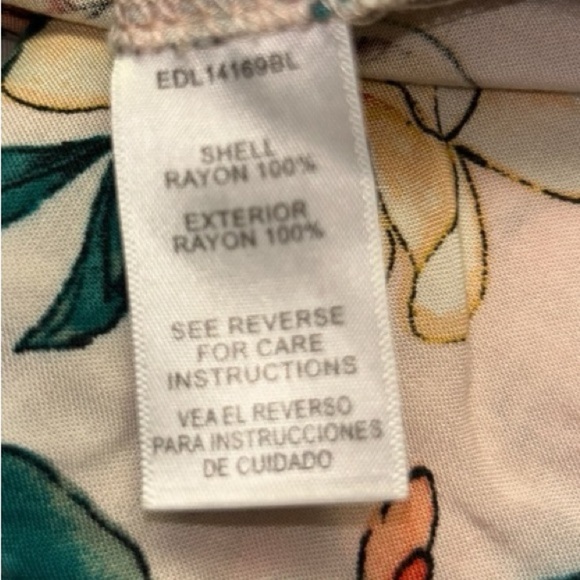 EDL14169BL
SHELL
RAYON 100%
EXTERIOR
RAYON 100%
SEE REVERSE
FOR CARE
INSTRUCTIONS
VEA EL REVERSO
PARA INSTRUCCIONES
DE CUIDADO